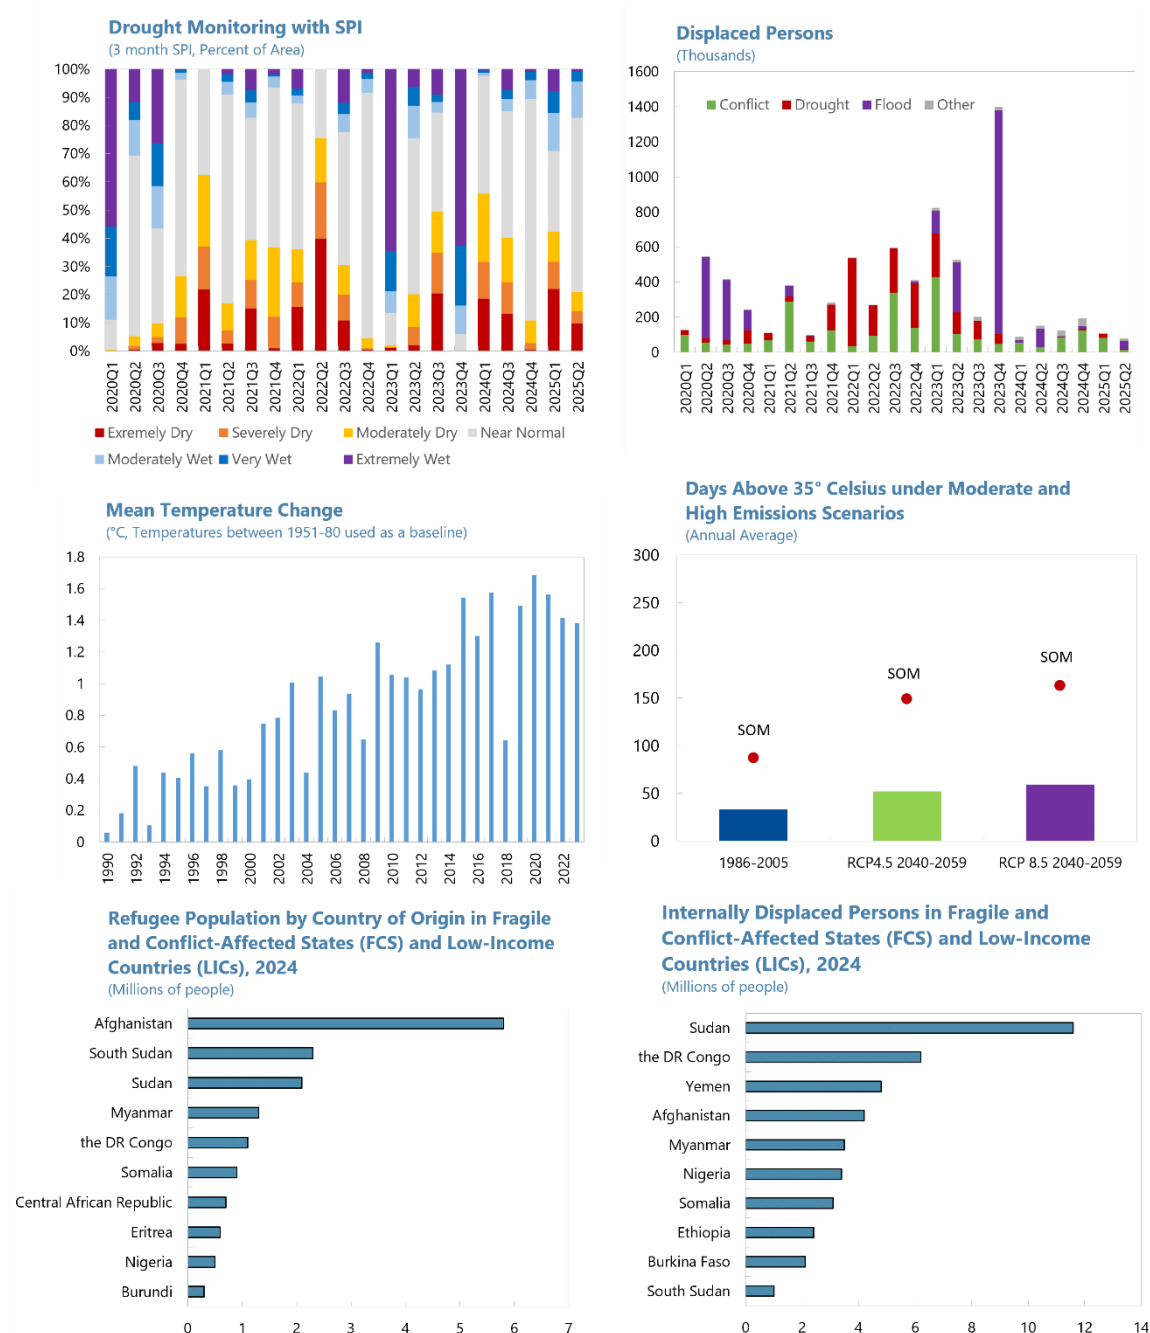 Drought Monitoring with SPI
(3 month SPI, Percent of Area)
100%
90%
80%
70%
60%
50%
40%
30%
20%
10%
0%
2020Q1
2020Q2
2020Q3
2020Q4
2021Q1
2021Q2
2021Q3
2021Q4
2022Q1
2022Q2
2022Q3
2022Q4
2023Q1
2023Q2
2023Q3
2023Q4
2024Q1
2024Q2
2024Q3
2024Q4
2025Q1
2025Q2
Exremely Dry Severely Dry Moderately Dry Near Normal
Moderately Wet Very Wet Extremely Wet
Displaced Persons
(Thousands)
1600
1400
1200
1000
800
600
400
200
0
Conflict Drought Flood Other
2020Q1
2020Q2
2020Q3
2020Q4
2021Q1
2021Q2
2021Q3
2021Q4
2022Q1
2022Q2
2022Q3
2022Q4
2023Q1
2023Q2
2023Q3
2023Q4
2024Q1
2024Q2
2024Q3
2024Q4
2025Q1
2025Q2
Mean Temperature Change
(°C, Temperatures between 1951-80 used as a baseline)
1.8
1.6
1.4
1.2
1
0.8
0.6
0.4
0.2
0
1990
1992
1994
1996
1998
2000
2002
2004
2006
2008
2010
2012
2014
2016
2018
2020
2022
Days Above 35° Celsius under Moderate and
High Emissions Scenarios
(Annual Average)
300
250
200
150
100
50
0
SOM
SOM
SOM
1986-2005 RCP4.5 2040-2059 RCP 8.5 2040-2059
Refugee Population by Country of Origin in Fragile
and Conflict-Affected States (FCS) and Low-Income
Countries (LICs), 2024
(Millions of people)
Afghanistan
South Sudan
Sudan
Myanmar
the DR Congo
Somalia
Central African Republic
Eritrea
Nigeria
Burundi
0 1 2 3 4 5 6 7
Internally Displaced Persons in Fragile and
Conflict-Affected States (FCS) and Low-Income
Countries (LICs), 2024
(Millions of people)
Sudan
the DR Congo
Yemen
Afghanistan
Myanmar
Nigeria
Somalia
Ethiopia
Burkina Faso
South Sudan
0 2 4 6 8 10 12 14